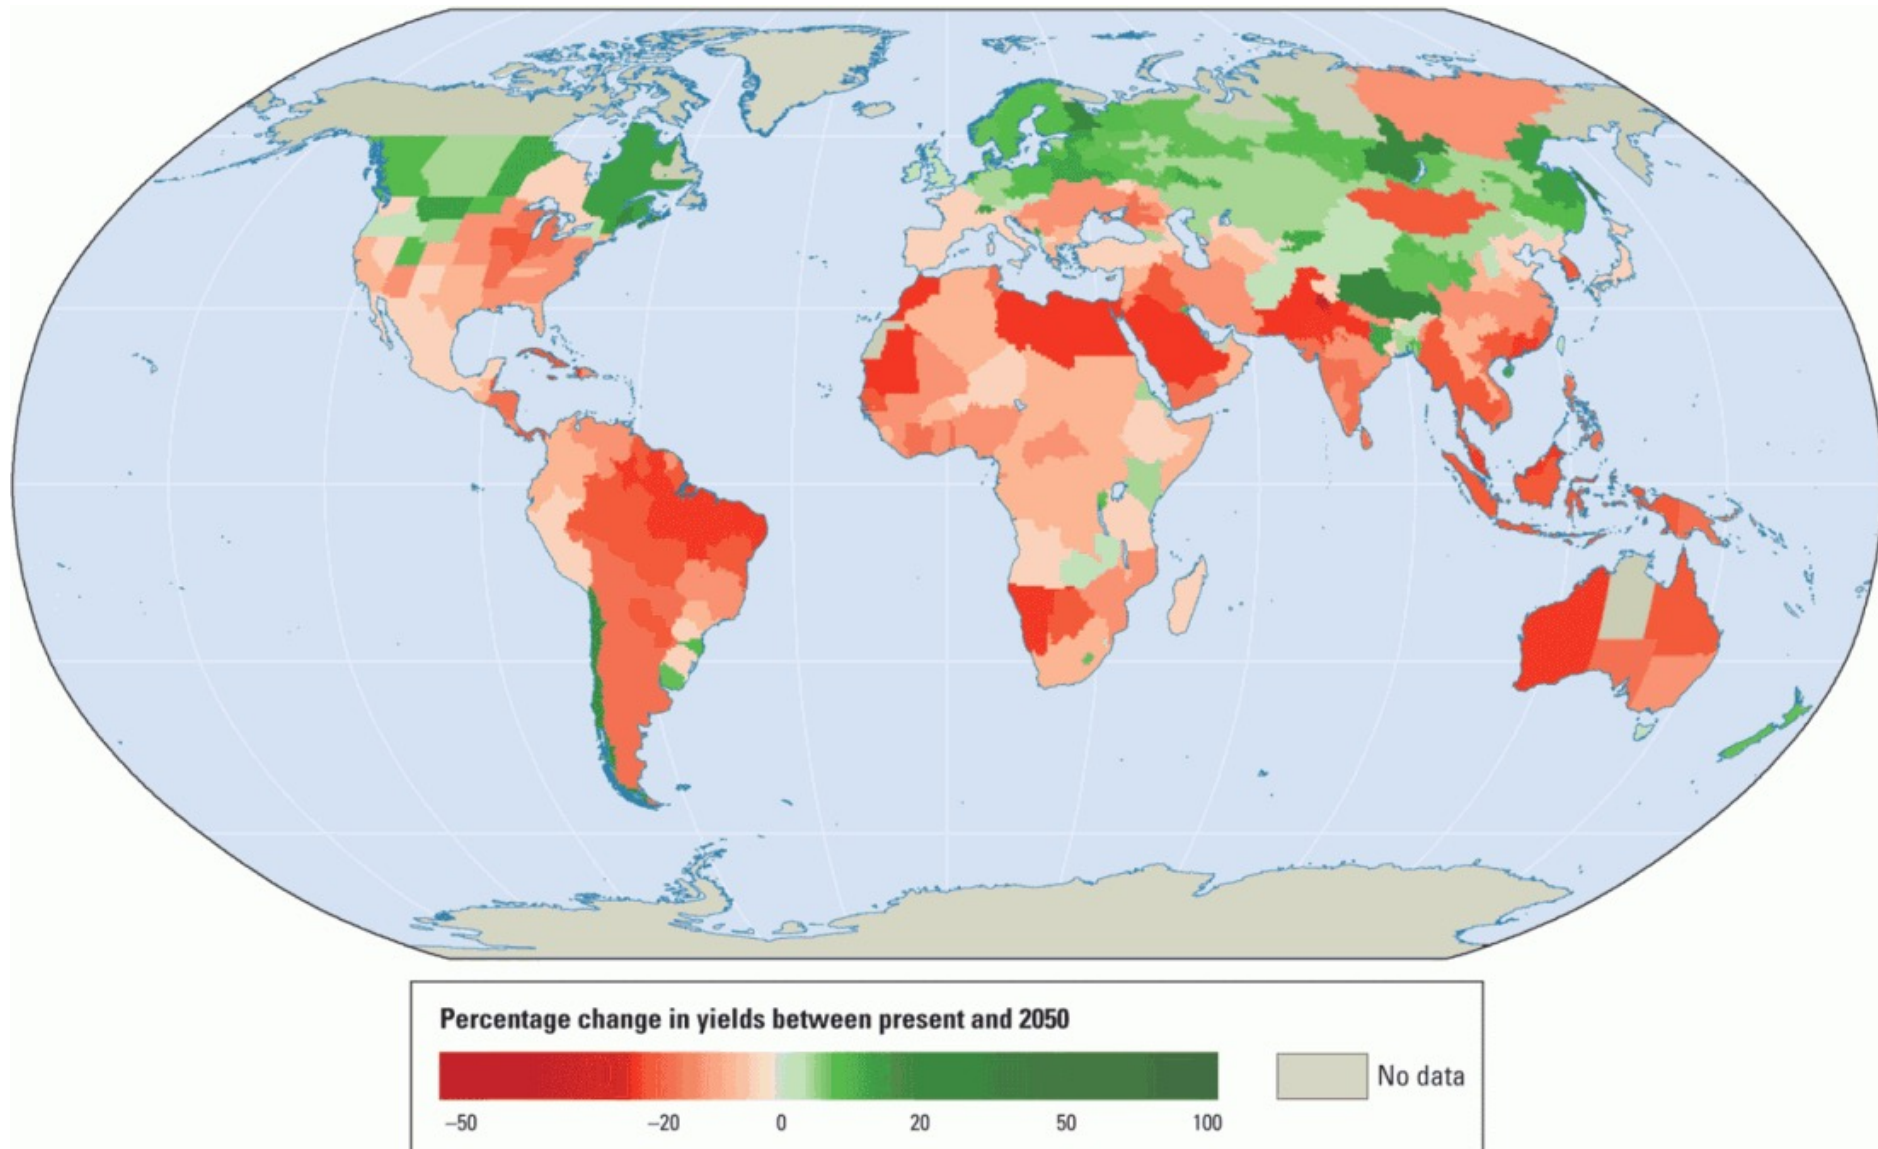 Percentage change in yields between present and 2050
No data
–50 –20 0 20 50 100